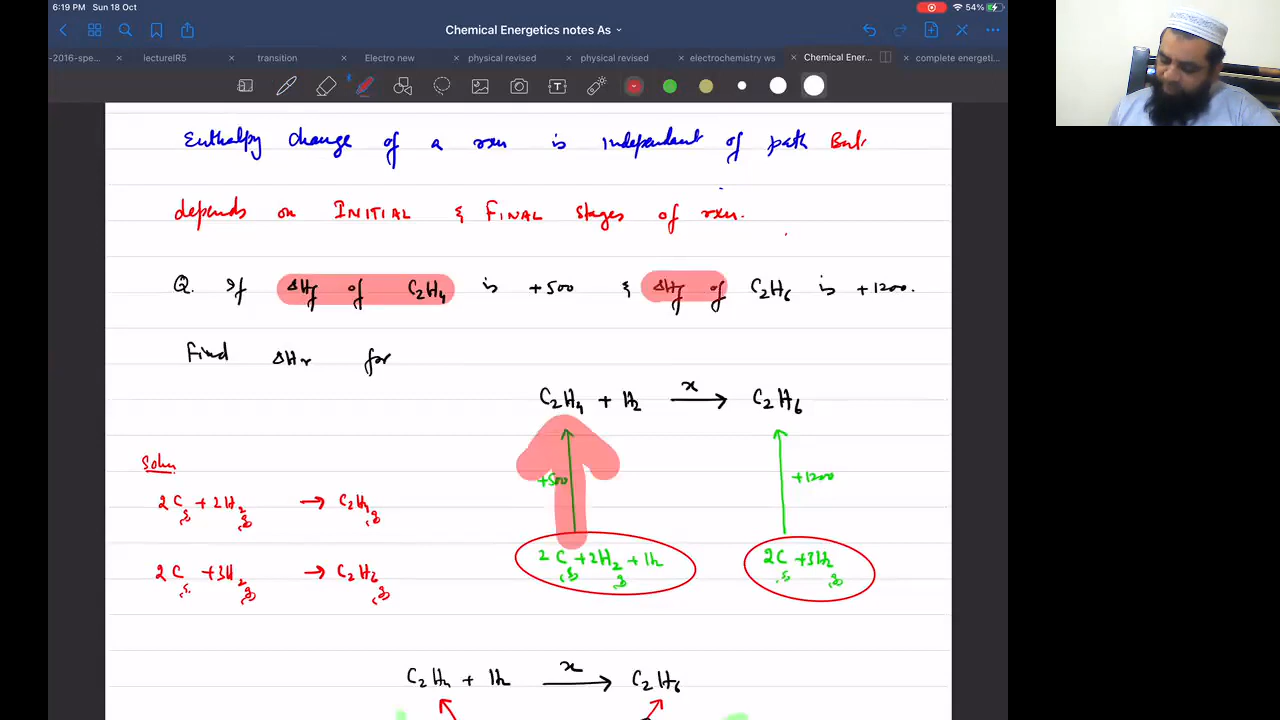 6:19 PM Sun 18 Oct
54%
Chemical Energetics notes As
-2016-spe...
lectureIR5
transition
Electro new
physical revised
physical revised
electrochemistry ws
Chemical Ener...
complete energeti...
Enthalpy change of a rxn is independent of path But
depends on INITIAL & FINAL stages of rxn.
Q. If ΔHf of C2H4 is +500 & ΔHf of C2H6 is +1200.
Find ΔHr for
C2H4 + H2 x → C2H6
+500
+1200
Soln
2C(s) + 2H2(g) → C2H4(g)
2C(s) + 3H2(g) → C2H6(g)
2C(s) + 2H2(g) + H2
2C(s) + 3H2(g)
C2H4 + H2 x → C2H6